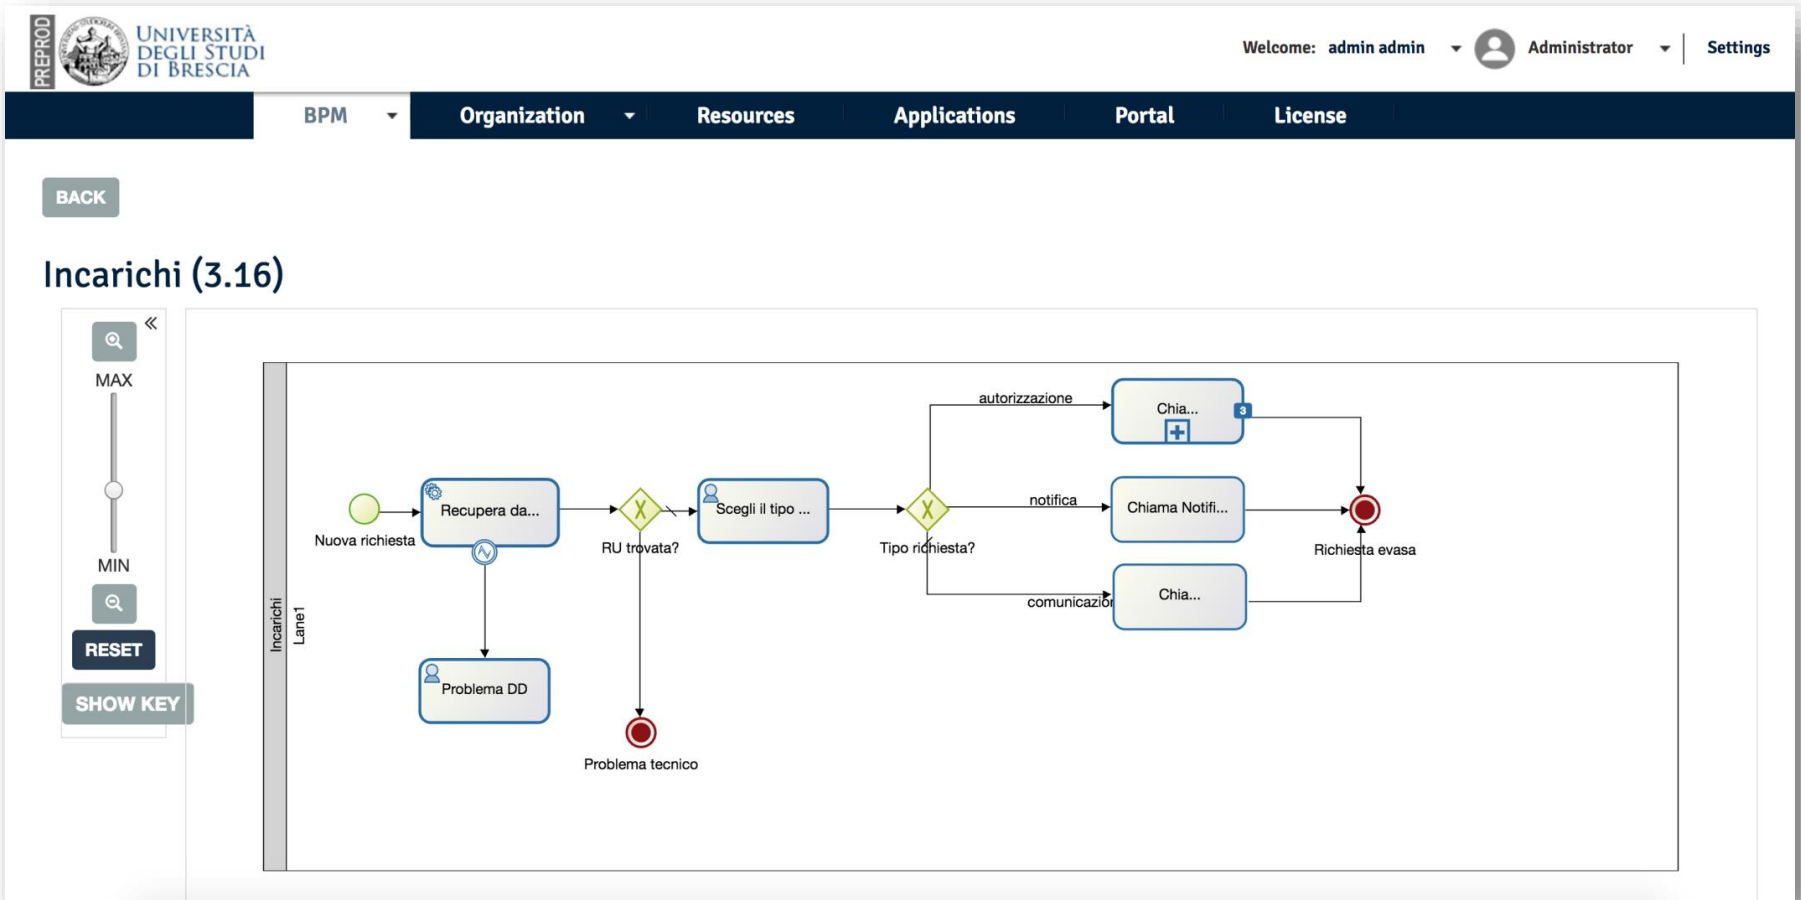 PREPROD
UNIVERSITÀ
DEGLI STUDI
DI BRESCIA
Welcome: admin admin
Administrator
Settings
BPM
Organization
Resources
Applications
Portal
License
BACK
Incarichi (3.16)
MAX
MIN
RESET
SHOW KEY
Incarichi
Lane1
Nuova richiesta
Recupera da...
Problema DD
RU trovata?
Problema tecnico
Scegli il tipo ...
Tipo richiesta?
autorizzazione
Chia...
3
notifica
Chiama Notifi...
comunicazion
Chia...
Richiesta evasa